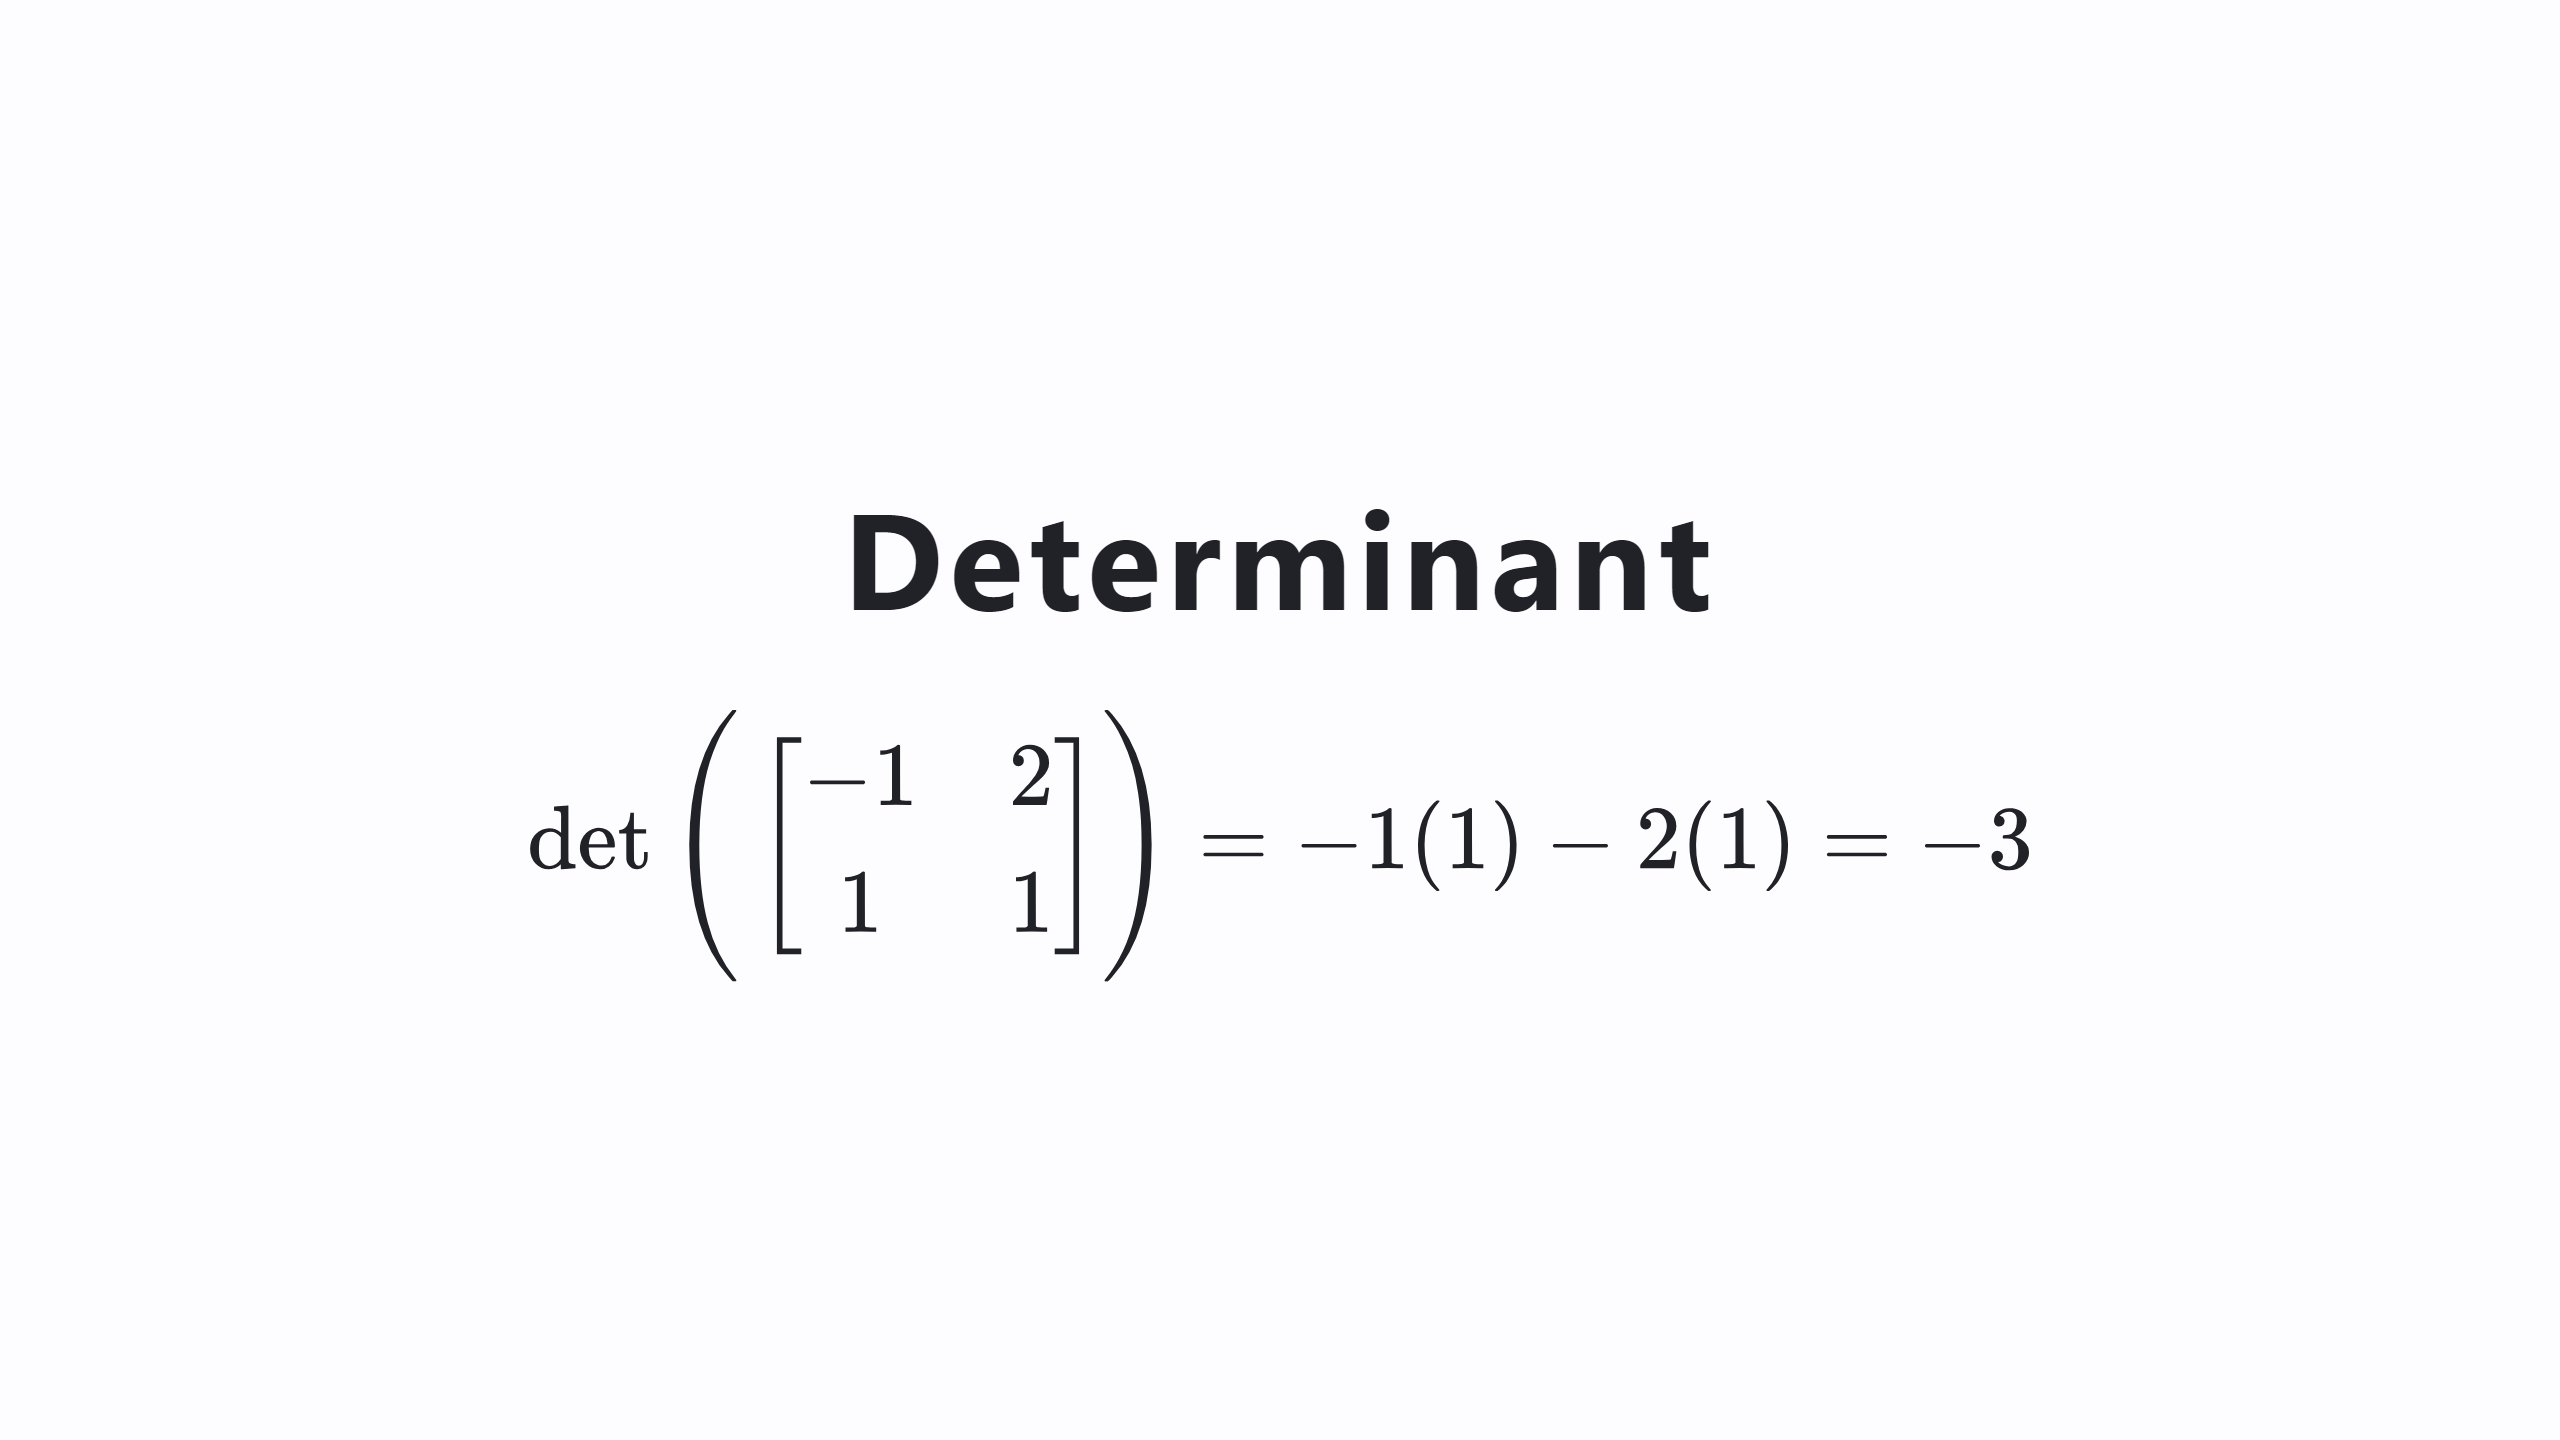 Determinant
det([−1 2
1 1]) = −1(1) − 2(1) = −3